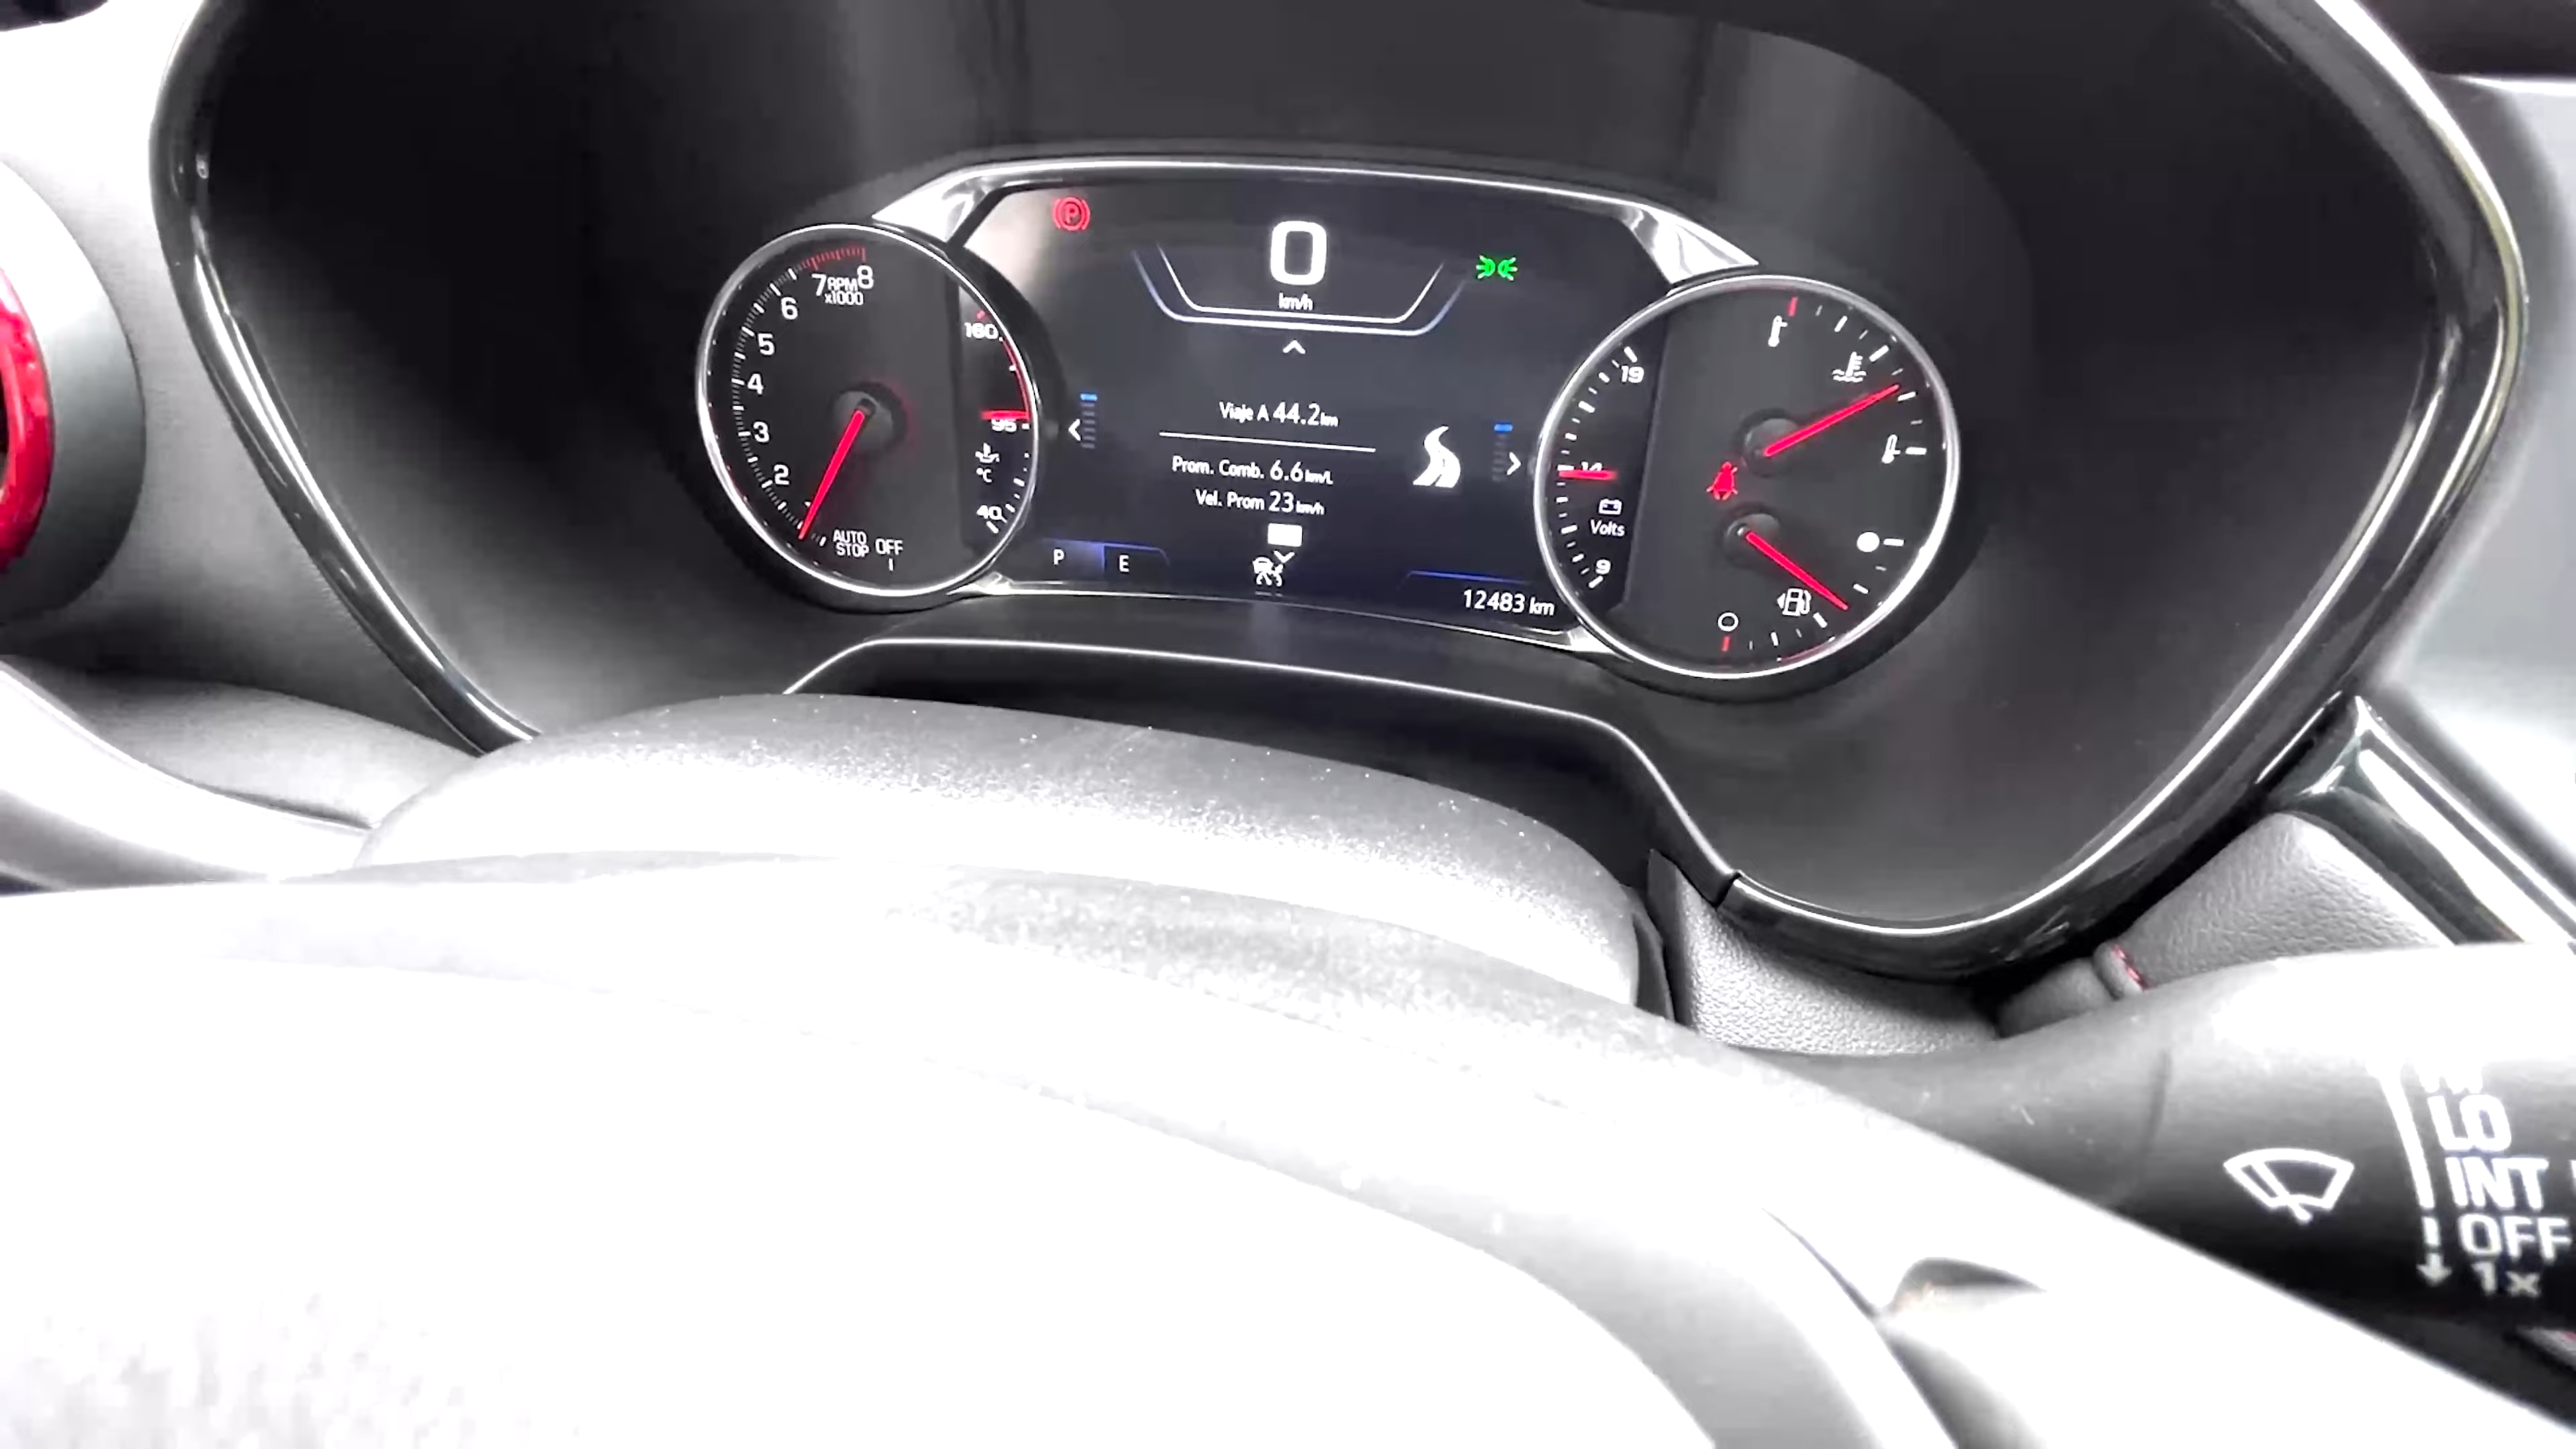 0
km/h
7 RPM 8
x1000
6
5
4
3
2
AUTO
STOP OFF
160
95
°C
40
Viaje A 44.2 km
Prom. Comb. 6.6 km/L
Vel. Prom 23 km/h
P E
12483 km
19
14
Volts
9
LO
INT
OFF
1x